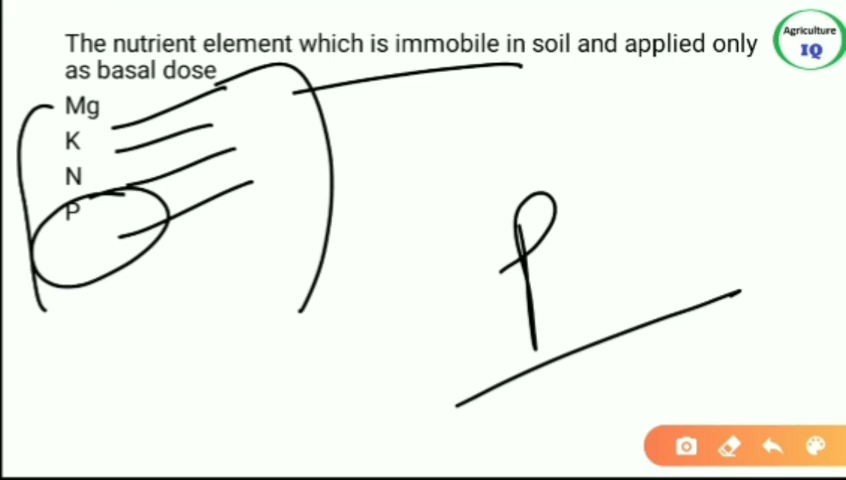 The nutrient element which is immobile in soil and applied only
as basal dose
Mg
K
N
P
P
Agriculture
IQ